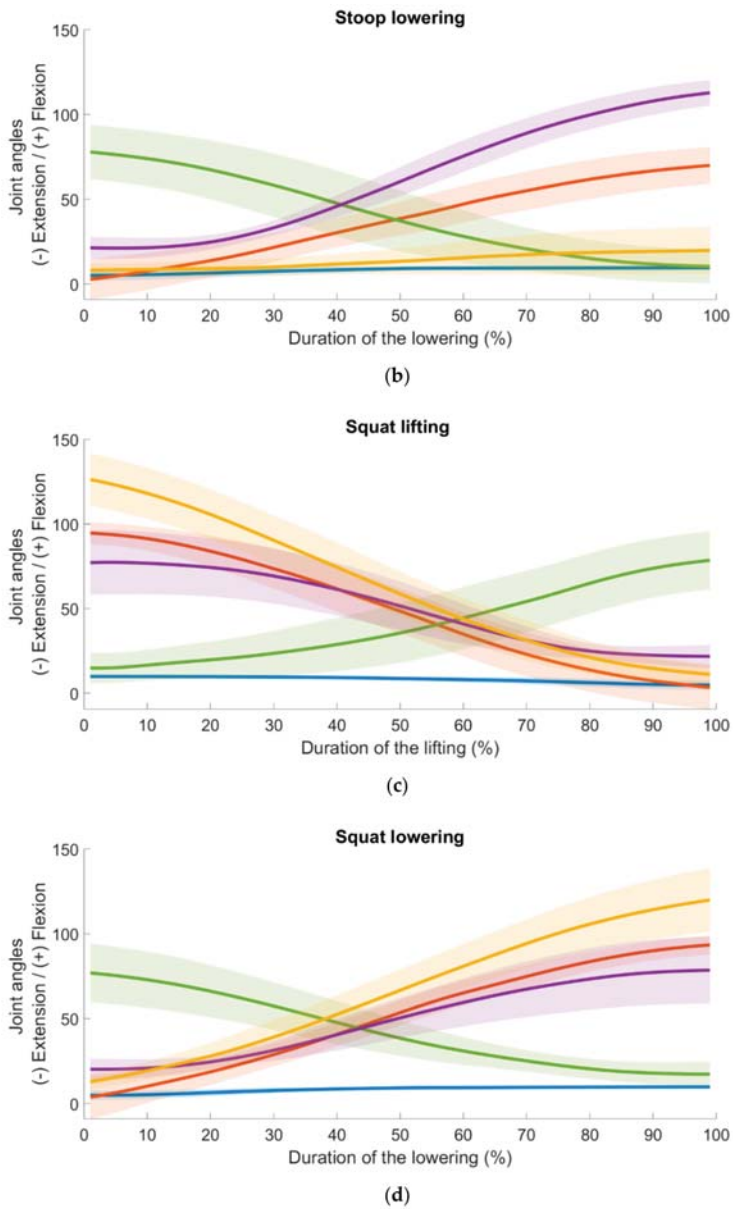 Stoop lowering
Joint angles
(-) Extension / (+) Flexion
150
100
50
0
0 10 20 30 40 50 60 70 80 90 100
Duration of the lowering (%)
(b)
Squat lifting
Joint angles
(-) Extension / (+) Flexion
150
100
50
0
0 10 20 30 40 50 60 70 80 90 100
Duration of the lifting (%)
(c)
Squat lowering
Joint angles
(-) Extension / (+) Flexion
150
100
50
0
0 10 20 30 40 50 60 70 80 90 100
Duration of the lowering (%)
(d)